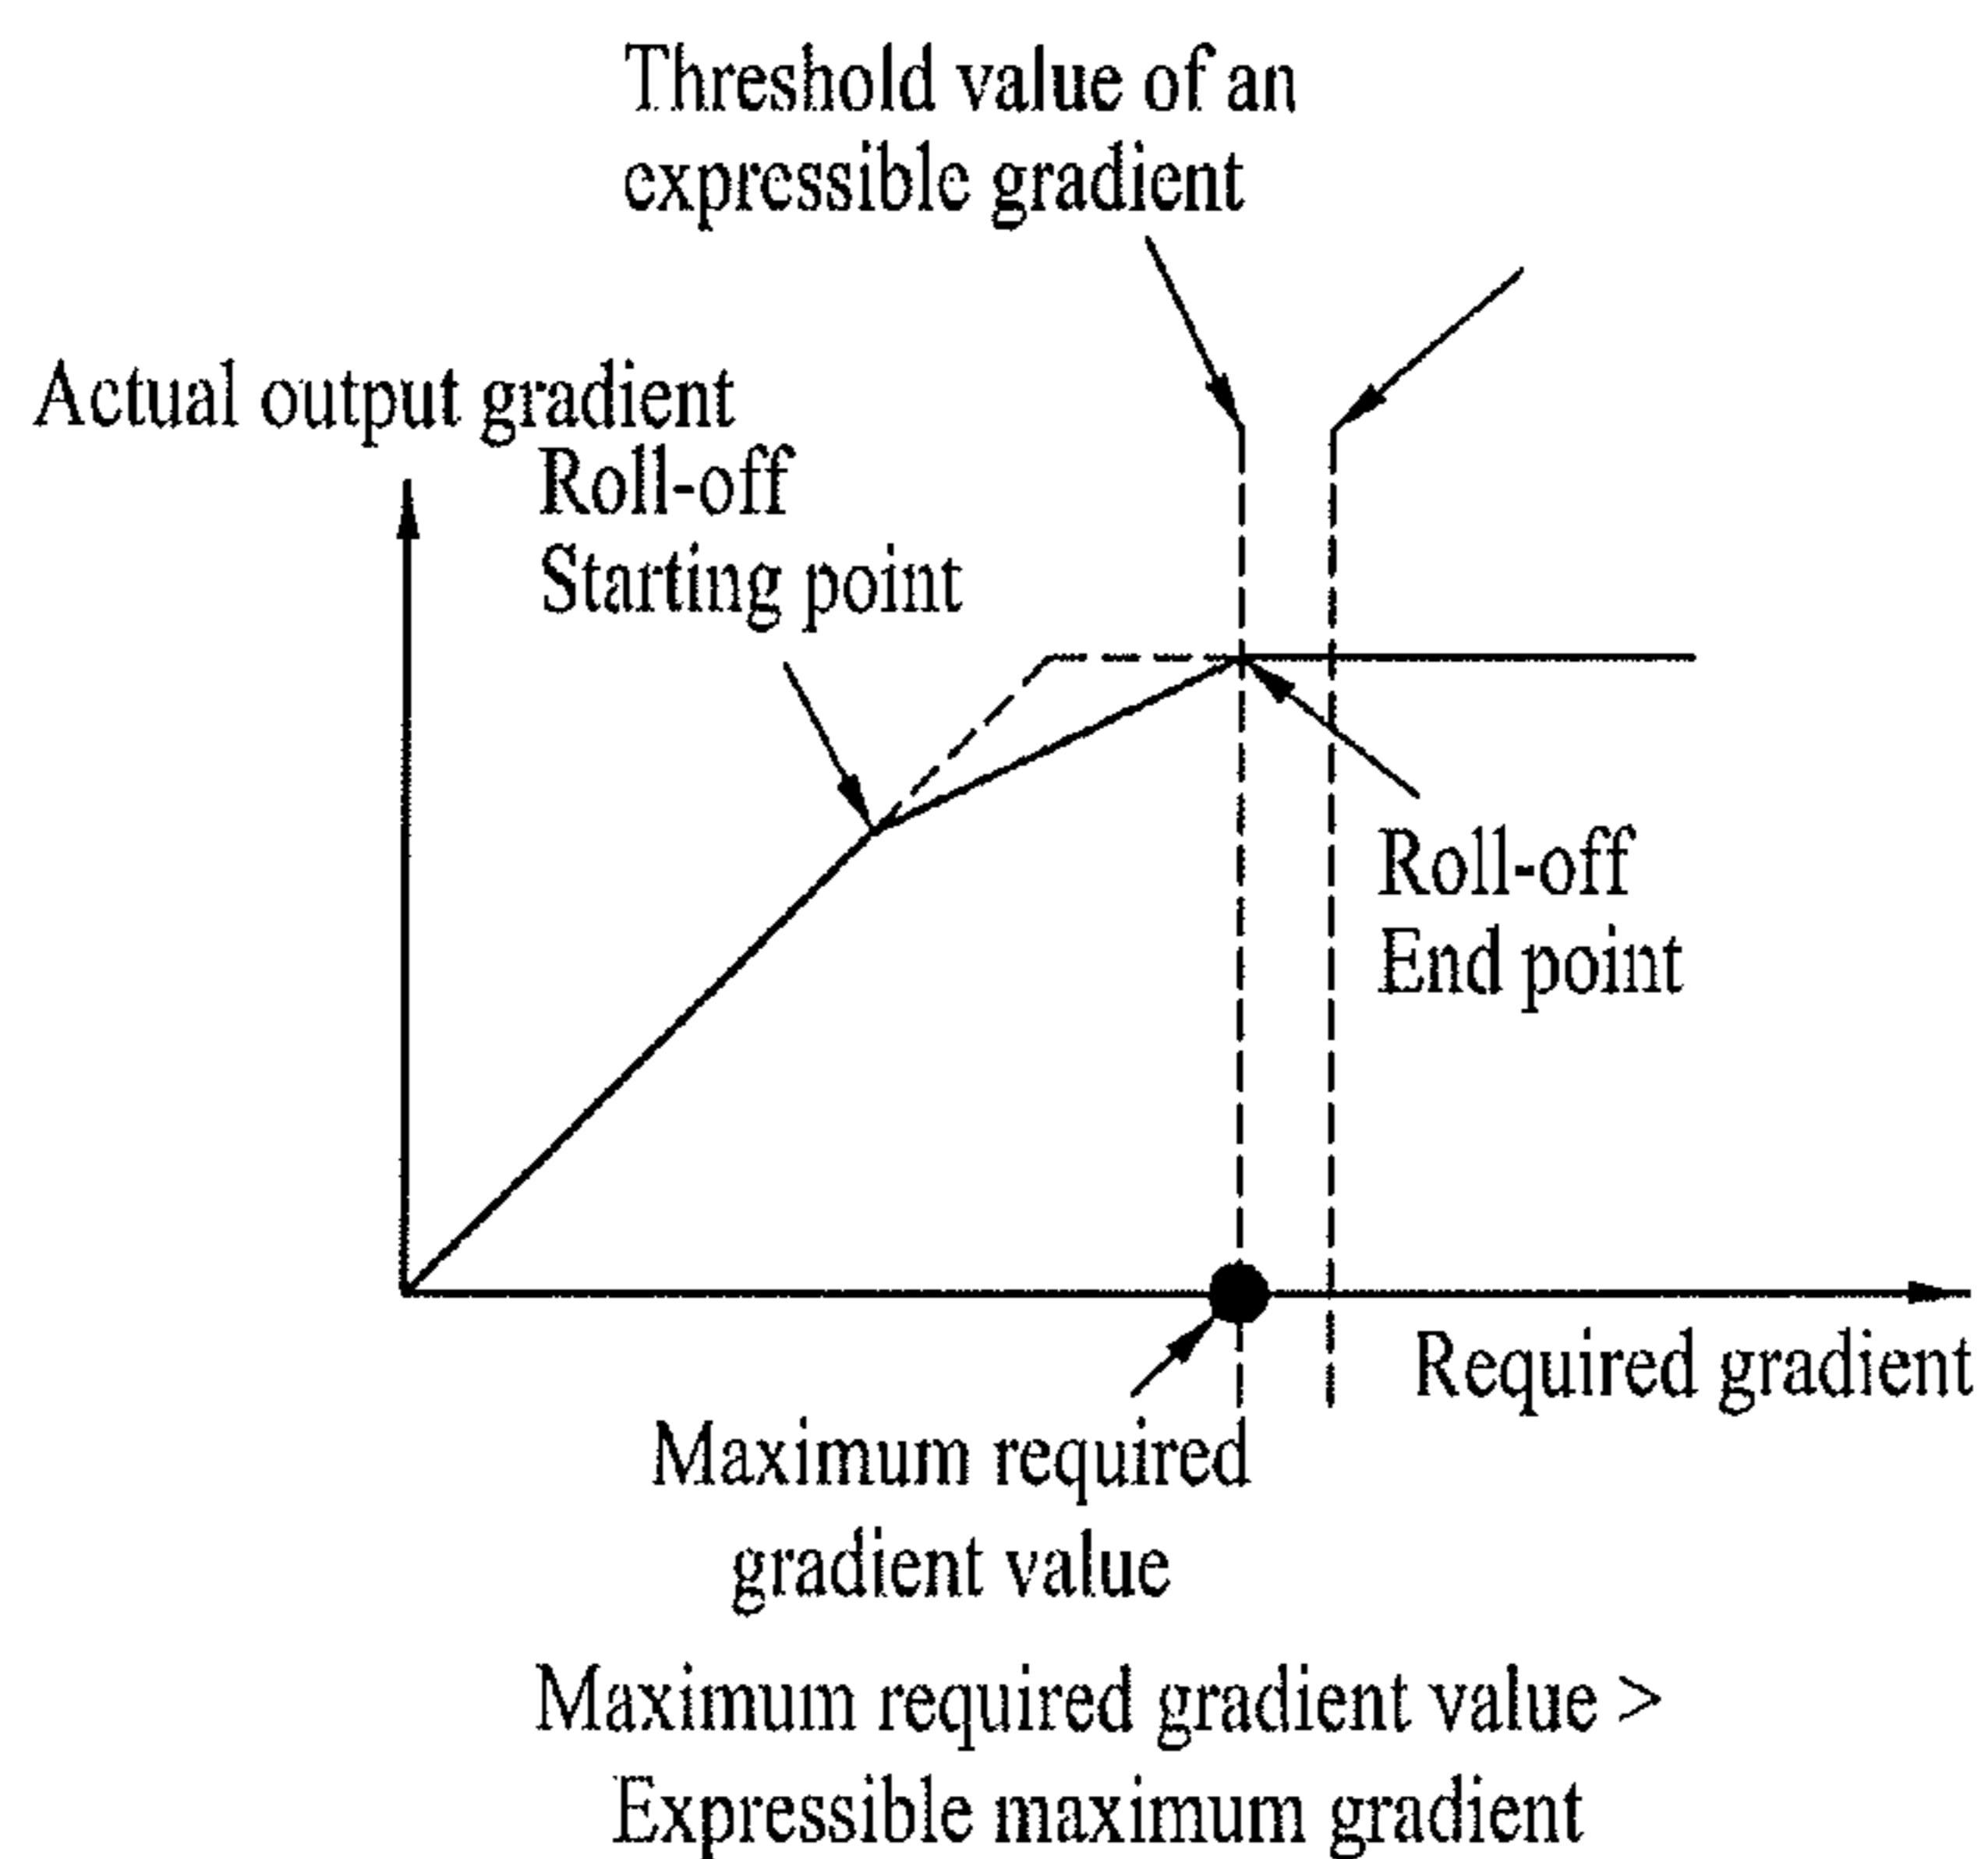 Threshold value of an
expressible gradient
Actual output gradient
Roll-off
Starting point
Roll-off
End point
Required gradient
Maximum required
gradient value
Maximum required gradient value >
Expressible maximum gradient